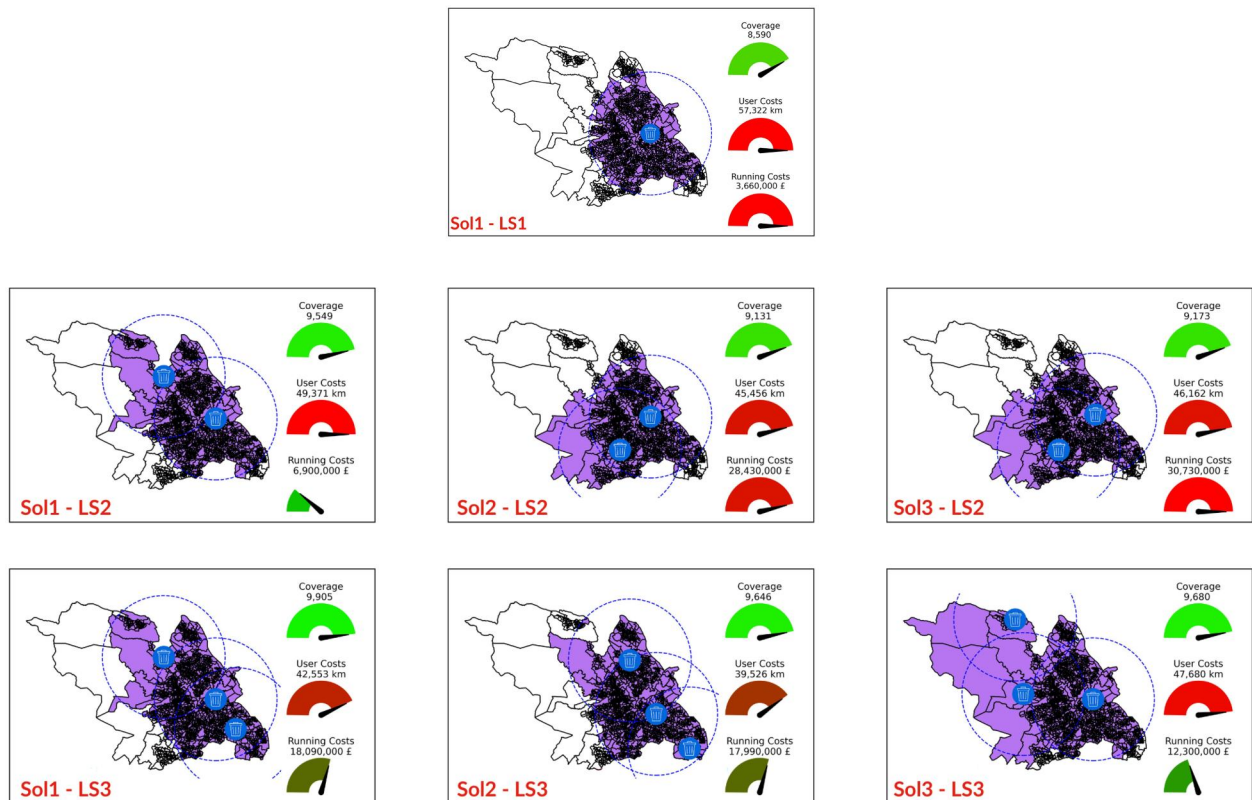 Coverage
8,590
User Costs
57,322 km
Running Costs
3,660,000 £
Sol1 - LS1
Coverage
9,549
User Costs
49,371 km
Running Costs
6,900,000 £
Sol1 - LS2
Coverage
9,131
User Costs
45,456 km
Running Costs
28,430,000 £
Sol2 - LS2
Coverage
9,173
User Costs
46,162 km
Running Costs
30,730,000 £
Sol3 - LS2
Coverage
9,905
User Costs
42,553 km
Running Costs
18,090,000 £
Sol1 - LS3
Coverage
9,646
User Costs
39,526 km
Running Costs
17,990,000 £
Sol2 - LS3
Coverage
9,680
User Costs
47,680 km
Running Costs
12,300,000 £
Sol3 - LS3